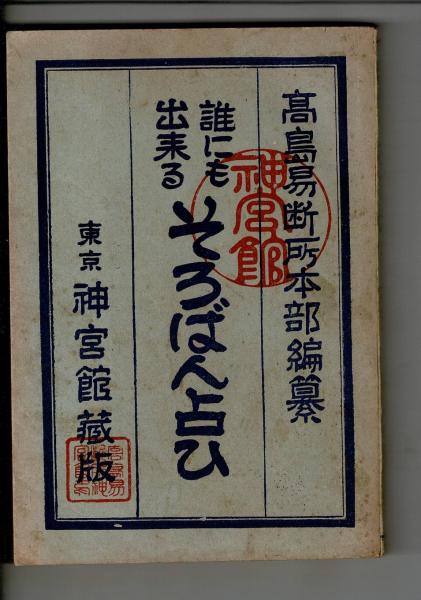 高島易断所本部編纂
神宮館
誰にも
出来る
そろばん占ひ
東京 神宮館藏版